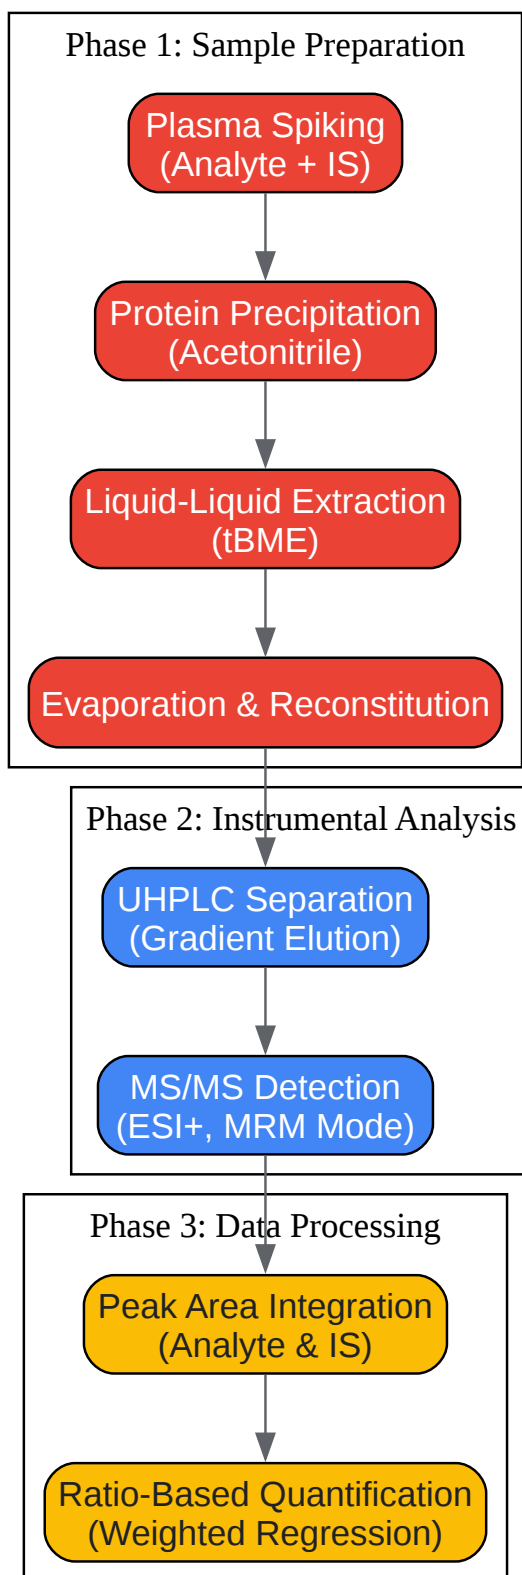 Phase 1: Sample Preparation
Plasma Spiking
(Analyte + IS)
Protein Precipitation
(Acetonitrile)
Liquid-Liquid Extraction
(tBME)
Evaporation & Reconstitution
Phase 2: Instrumental Analysis
UHPLC Separation
(Gradient Elution)
MS/MS Detection
(ESI+, MRM Mode)
Phase 3: Data Processing
Peak Area Integration
(Analyte & IS)
Ratio-Based Quantification
(Weighted Regression)